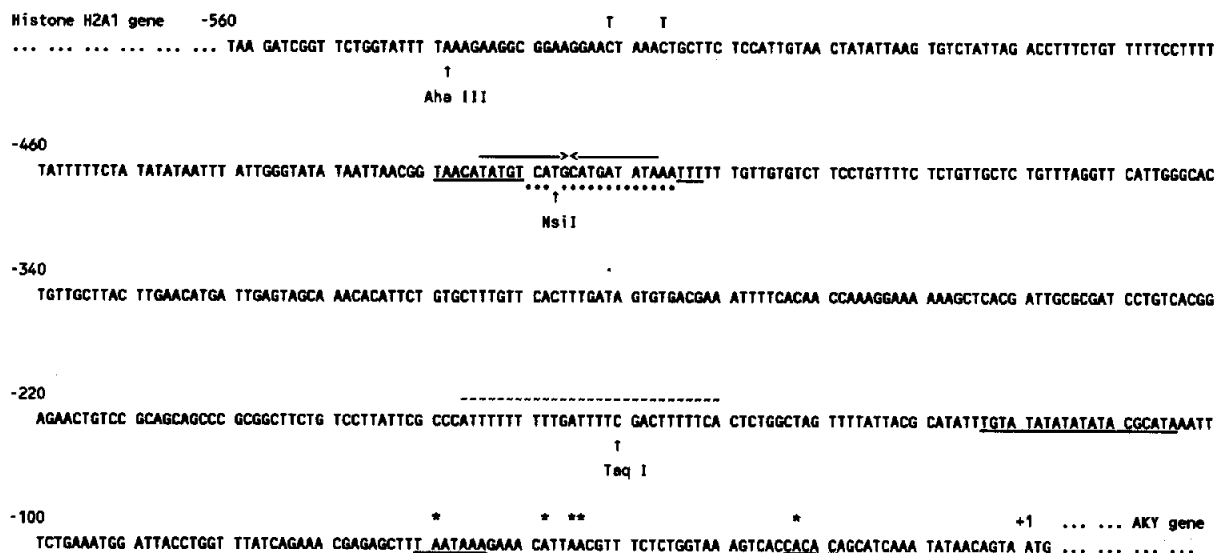 Histone H2A1 gene -560 T T
... ... ... ... ... ... TAA GATCGGT TCTGGTATTT TAAAGAAGGC GGAAGGAACT AAACTGCTTC TCCATTGTAA CTATATTAAG TGTCTATTAG ACCTTTCTGT TTTTCCTTTT
↑
Aha III
-460
TATTTTTCTA TATATAATTT ATTGGGTATA TAATTAACGG TAACATATGT CATGCATGAT ATAAATTTTT TGTTGTGTCT TCCTGTTTTC TCTGTTGCTC TGTTTAGGTT CATTGGGCAC
↑
NsiI
-340
TGTTGCTTAC TTGAACATGA TTGAGTAGCA AACACATTCT GTGCTTTGTT CACTTTGATA GTGTGACGAA ATTTTCACAA CCAAAGGAAA AAAGCTCACG ATTGCGCGAT CCTGTCACGG
-220
AGAACTGTCC GCAGCAGCCC GCGGCTTCTG TCCTTATTCG CCCATTTTTT TTTGATTTTC GACTTTTTCA CTCTGGCTAG TTTTATTACG CATATTTGTA TATATATATA CGCATAAATT
↑
Taq I
-100 * * ** * +1 ... ... AKY gene
TCTGAAATGG ATTACCTGGT TTATCAGAAA CGAGAGCTTT AATAAAGAAA CATTAACGTT TCTCTGGTAA AGTCACCACA CAGCATCAAA TATAACAGTA ATG ... ... ... ... ...